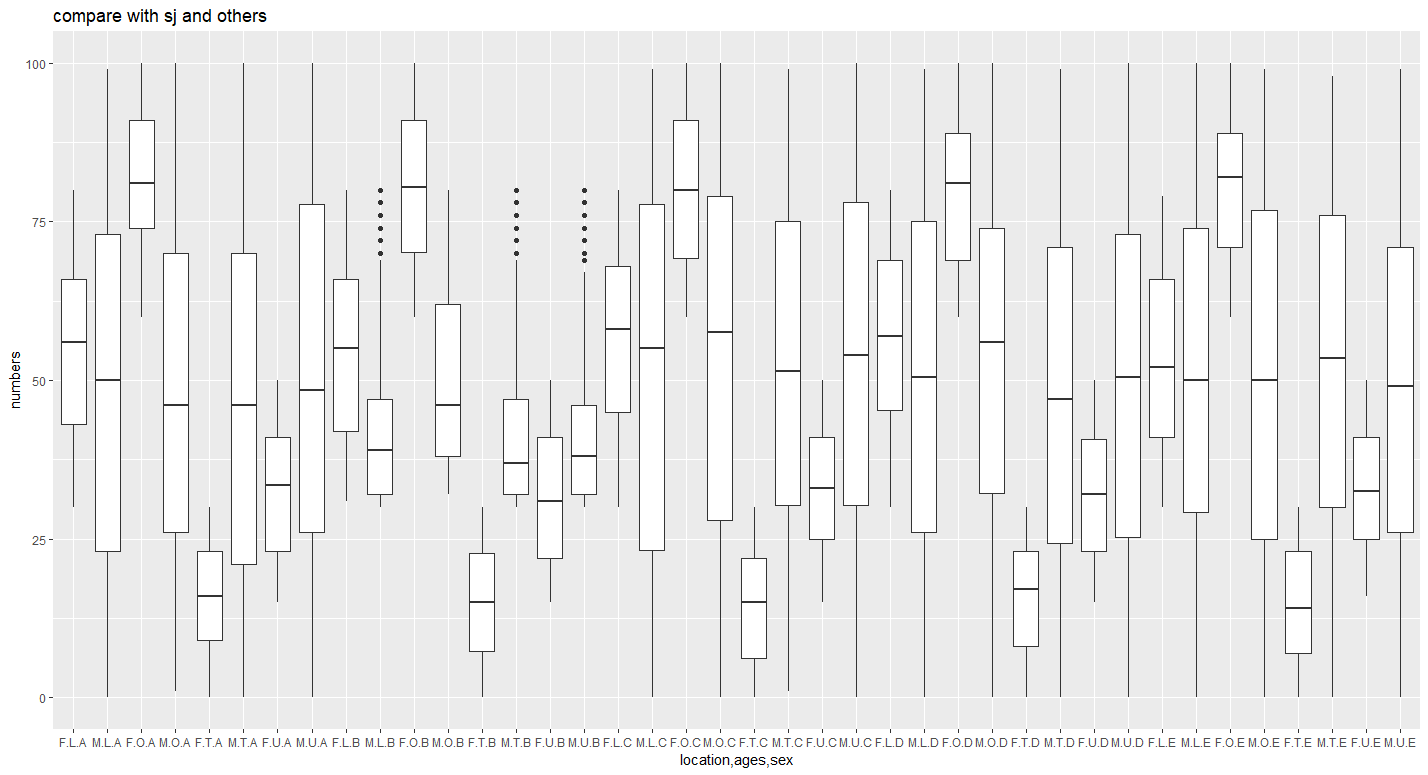 compare with sj and others
100
75
50
25
0
numbers
F.L.A M.L.A F.O.A M.O.A F.T.A M.T.A F.U.A M.U.A F.L.B M.L.B F.O.B M.O.B F.T.B M.T.B F.U.B M.U.B F.L.C M.L.C F.O.C M.O.C F.T.C M.T.C F.U.C M.U.C F.L.D M.L.D F.O.D M.O.D F.T.D M.T.D F.U.D M.U.D F.L.E M.L.E F.O.E M.O.E F.T.E M.T.E F.U.E M.U.E
location,ages,sex